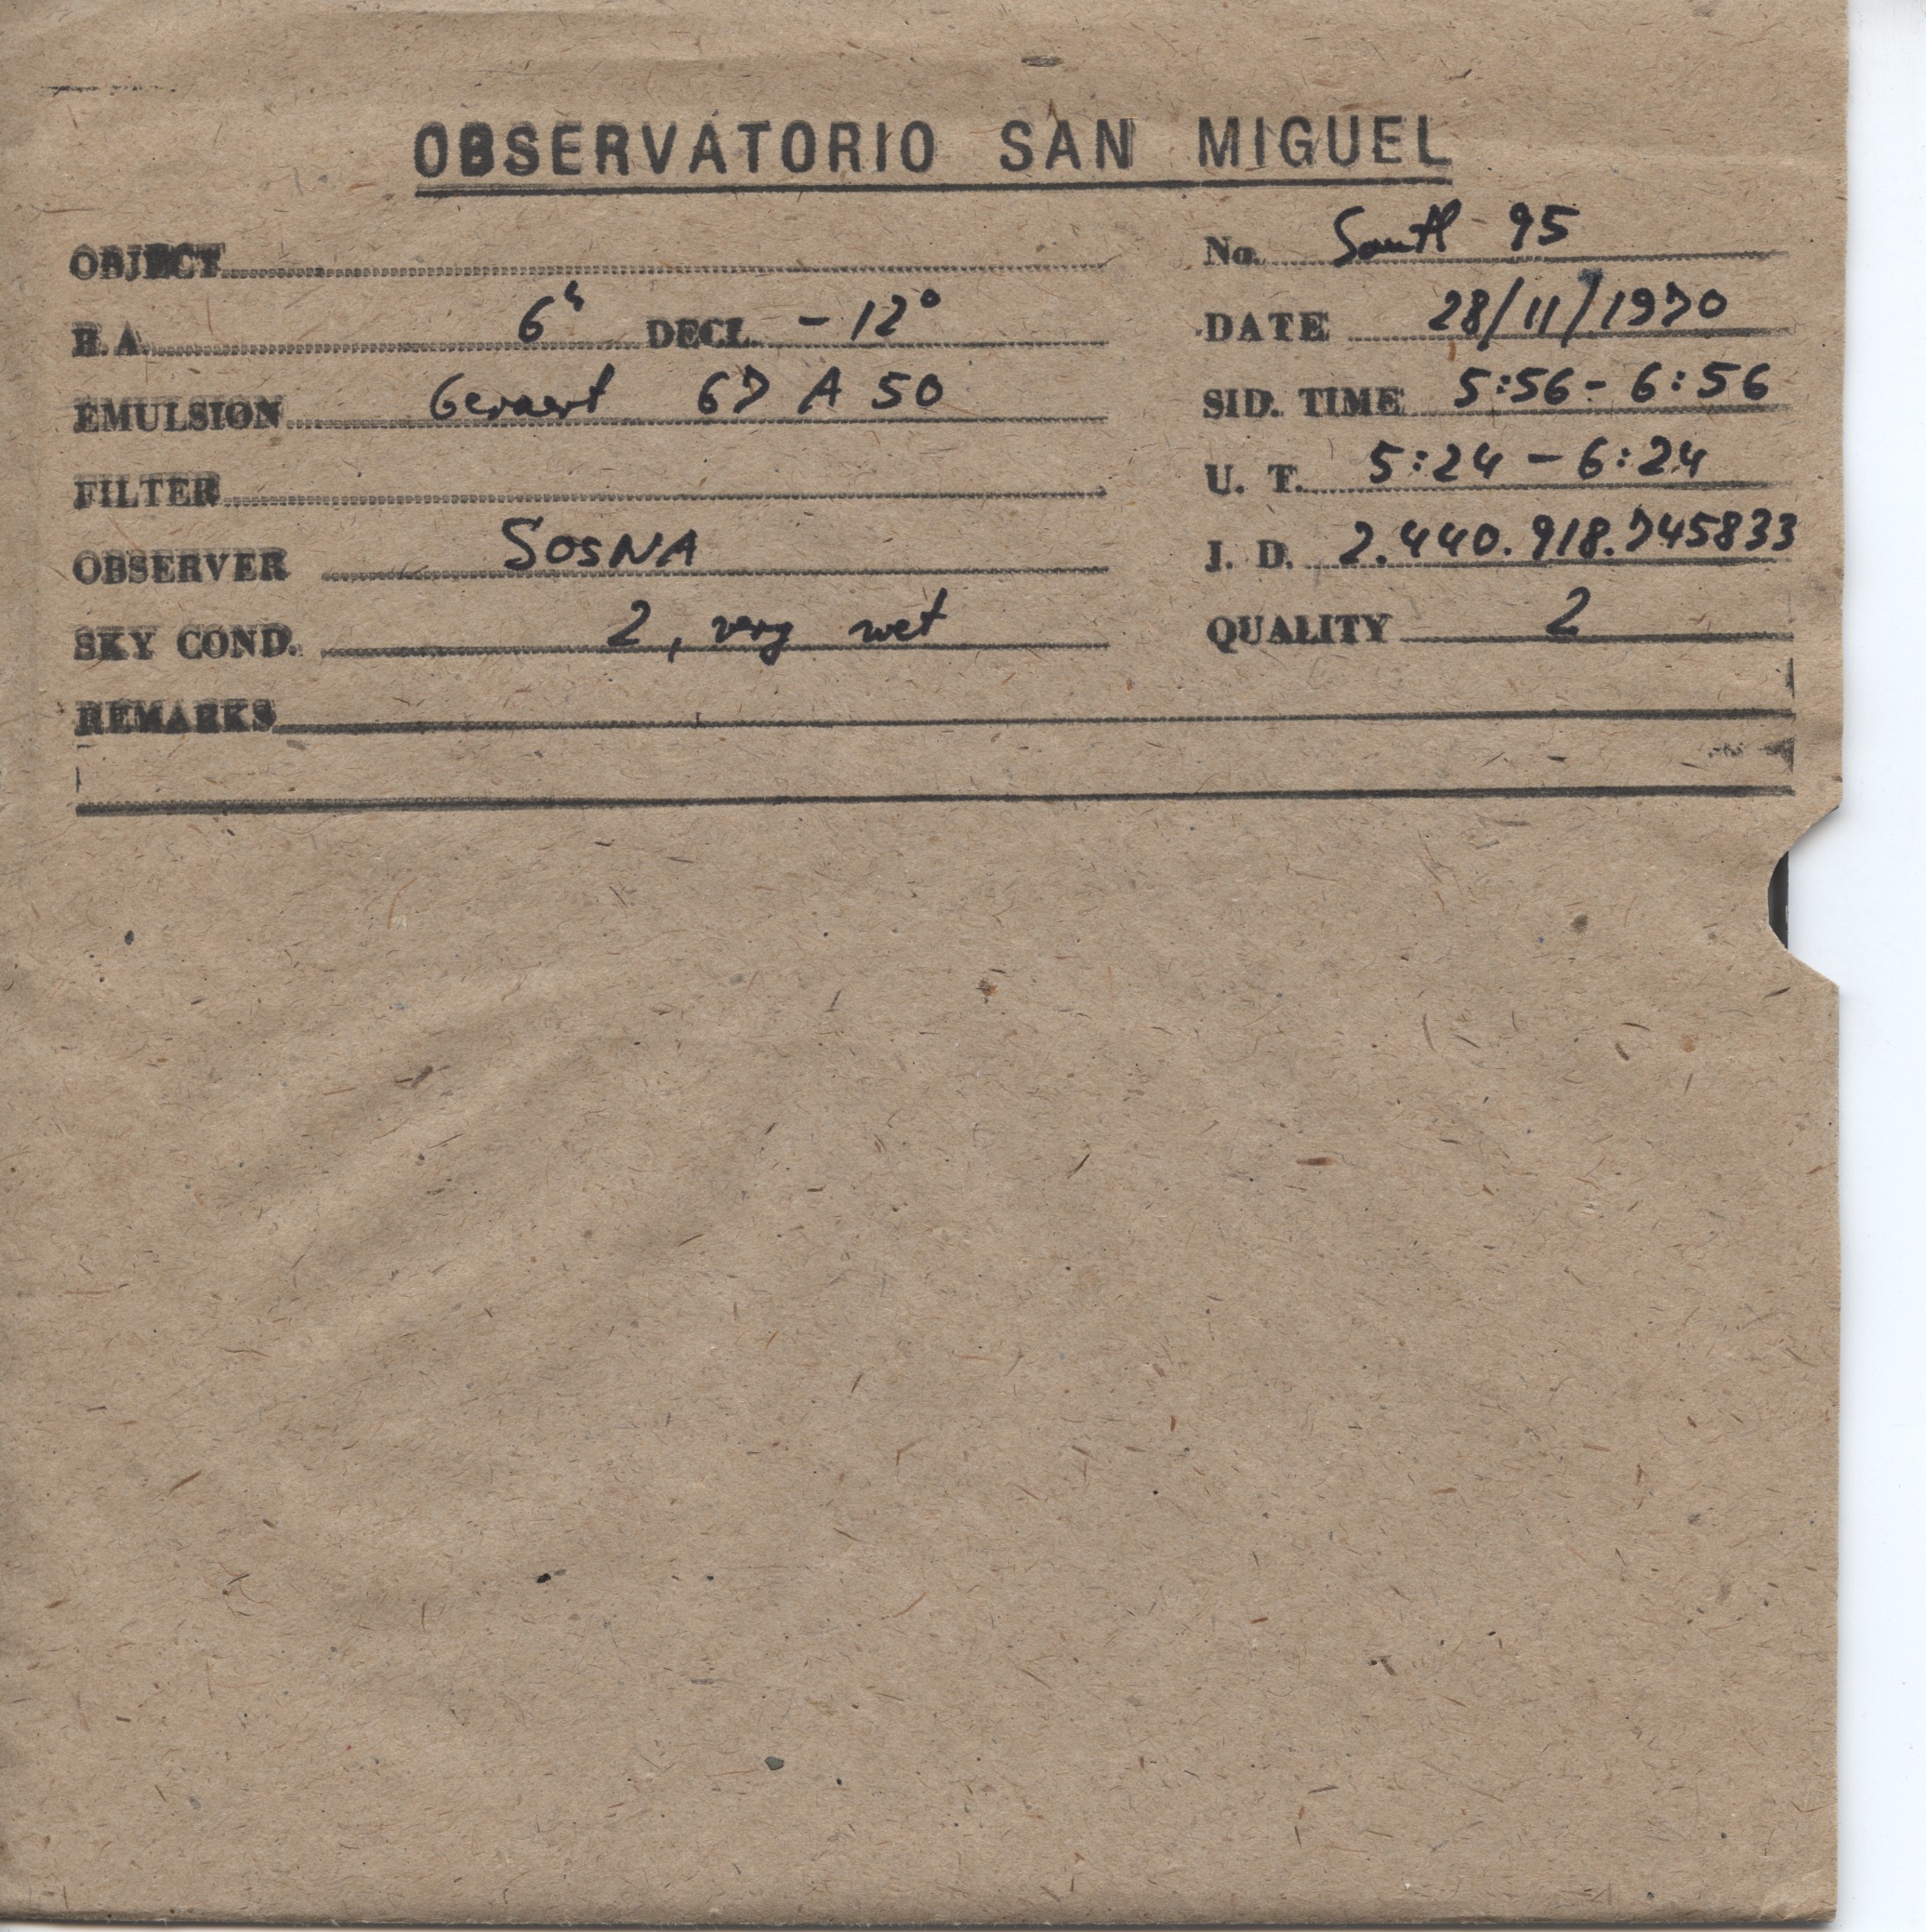 OBSERVATORIO SAN MIGUEL
OBJECT
No. South - 95
R.A. 6h DECL. - 12°
DATE 28/11/1970
EMULSION Gevaert 67 A 50
SID. TIME 5:56 - 6:56
FILTER
U. T. 5:24 - 6:24
OBSERVER SOSNA
J. D. 2.440.918.745833
SKY COND. 2, very wet
QUALITY 2
REMARKS